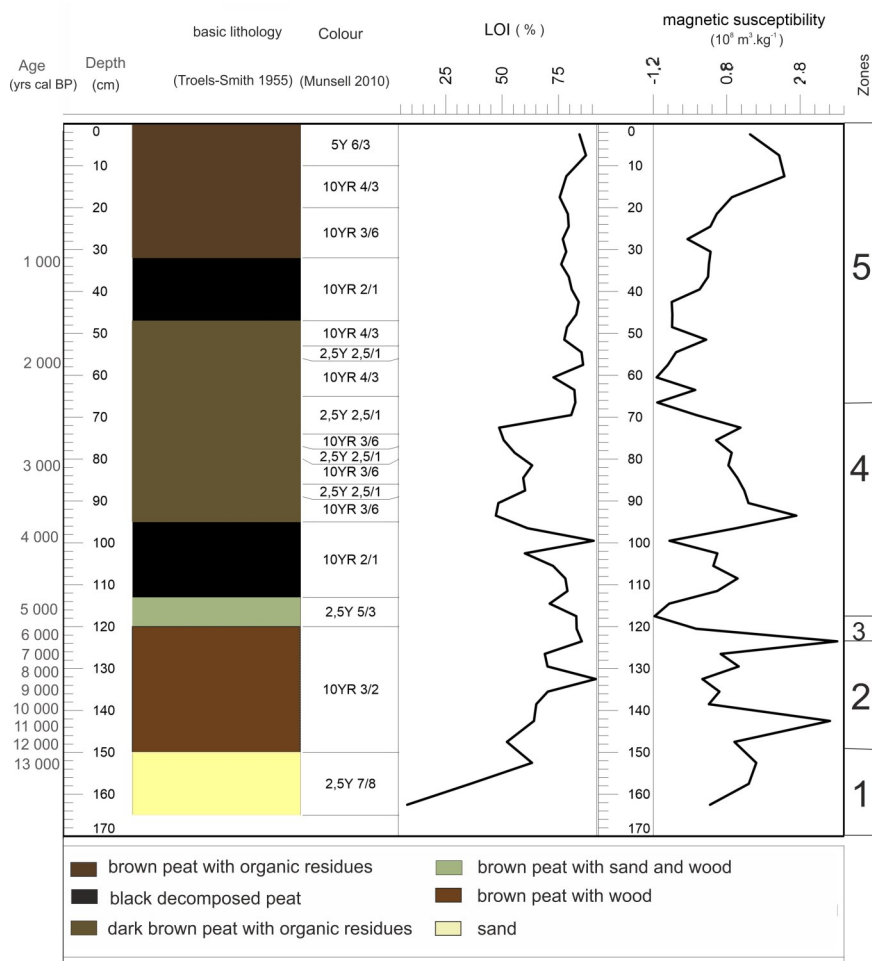 basic lithology Colour LOI ( % ) magnetic susceptibility
(10⁸ m³.kg⁻¹)
Age Depth
(yrs cal BP) (cm) (Troels-Smith 1955) (Munsell 2010) Zones
25 50 75 -1,2 0.8 2.8
0 5Y 6/3 0
10 10YR 4/3 10
20 10YR 3/6 20
1 000 30 30
40 10YR 2/1 40
50 10YR 4/3 50
2,5Y 2,5/1
2 000 60 10YR 4/3 60
5
70 2,5Y 2,5/1 70
10YR 3/6
3 000 80 2,5Y 2,5/1 80
10YR 3/6
2,5Y 2,5/1
90 10YR 3/6 90
4
4 000 100 10YR 2/1 100
110 110
5 000 2,5Y 5/3
6 000 120 120 3
7 000 130 130
8 000
9 000 10YR 3/2
10 000 140 140 2
11 000
12 000 150 150
13 000 2,5Y 7/8
160 160 1
170 170
brown peat with organic residues brown peat with sand and wood
black decomposed peat brown peat with wood
dark brown peat with organic residues sand